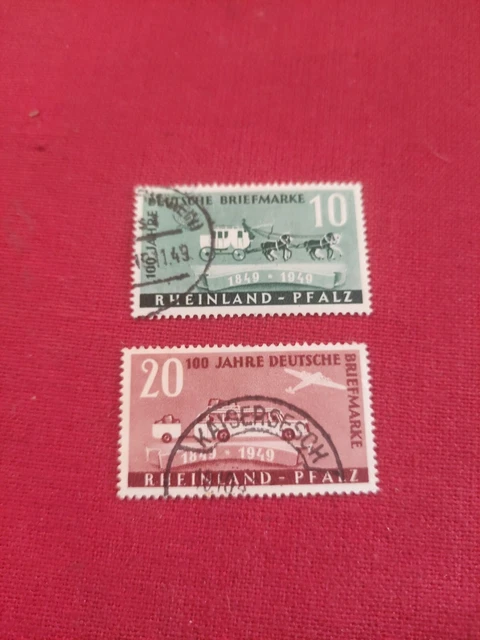 DEUTSCHE BRIEFMARKE 10
100 JAHRE
1849 • 1949
RHEINLAND - PFALZ
20 100 JAHRE DEUTSCHE
BRIEFMARKE
KAISERSESCH
1849 • 1949
RHEINLAND - PFALZ